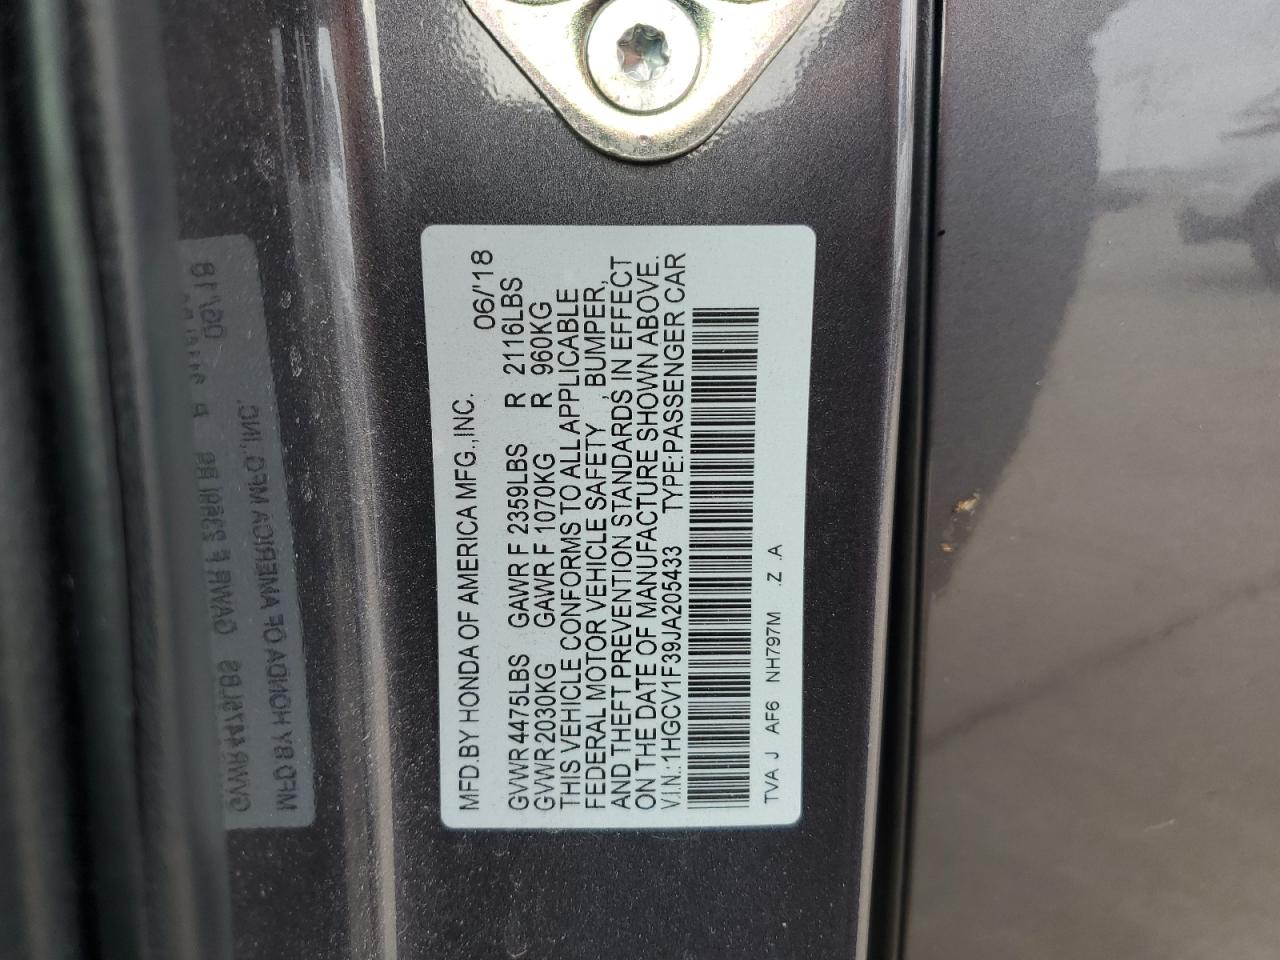 MFD.BY HONDA OF AMERICA MFG.,INC. 06/'18
GVWR 4475LBS GAWR F 2359LBS R 2116LBS
GVWR 2030KG GAWR F 1070KG R 960KG
THIS VEHICLE CONFORMS TO ALL APPLICABLE
FEDERAL MOTOR VEHICLE SAFETY , BUMPER,
AND THEFT PREVENTION STANDARDS IN EFFECT
ON THE DATE OF MANUFACTURE SHOWN ABOVE.
V.I.N.:1HGCV1F39JA205433 TYPE:PASSENGER CAR
TVA J AF6 NH797M .Z .A